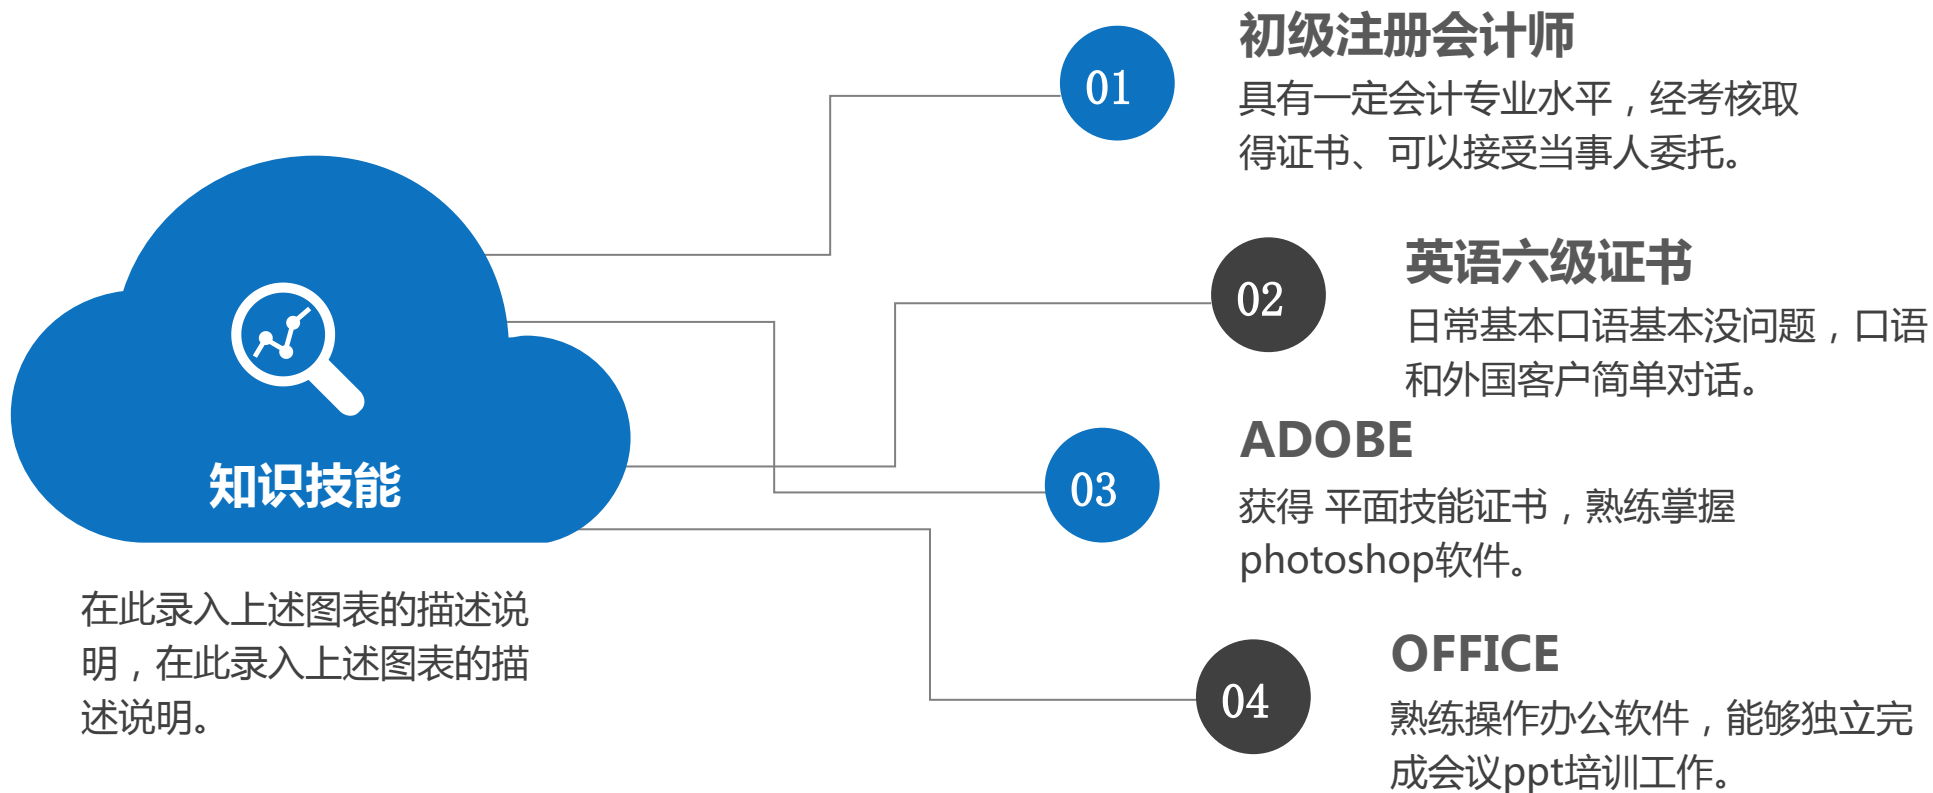 知识技能
在此录入上述图表的描述说
明，在此录入上述图表的描
述说明。
01
初级注册会计师
具有一定会计专业水平，经考核取
得证书、可以接受当事人委托。
02
英语六级证书
日常基本口语基本没问题，口语
和外国客户简单对话。
03
ADOBE
获得 平面技能证书，熟练掌握
photoshop软件。
04
OFFICE
熟练操作办公软件，能够独立完
成会议ppt培训工作。